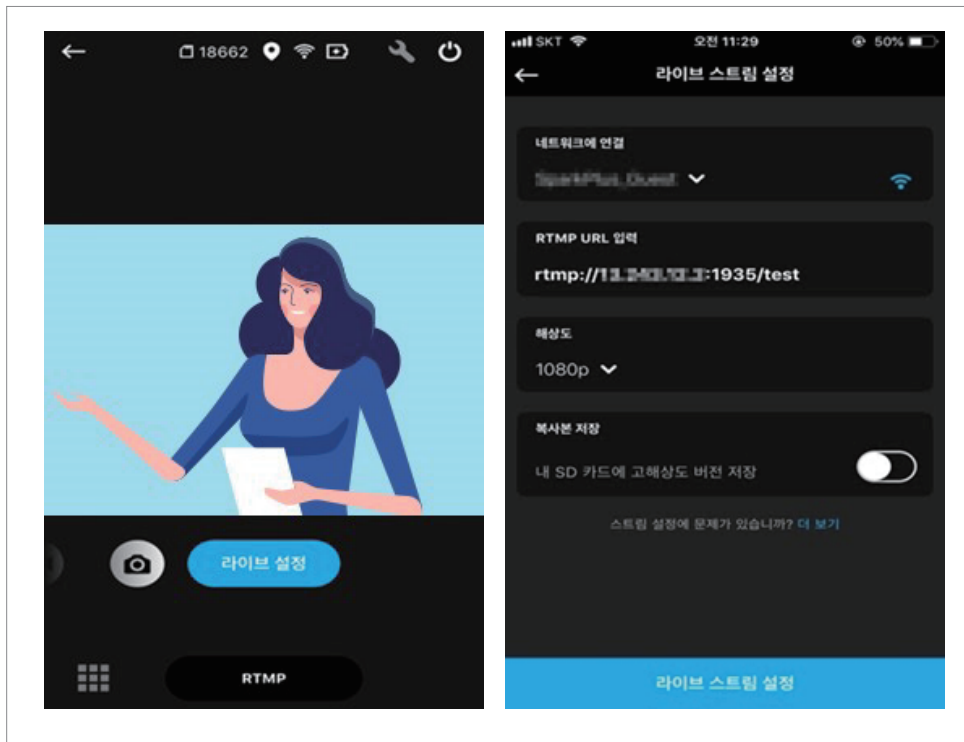 18662
라이브 설정
RTMP
SKT
오전 11:29
50%
라이브 스트림 설정
네트워크에 연결
RTMP URL 입력
rtmp:// :1935/test
해상도
1080p
복사본 저장
내 SD 카드에 고해상도 버전 저장
스트림 설정에 문제가 있습니까? 더 보기
라이브 스트림 설정